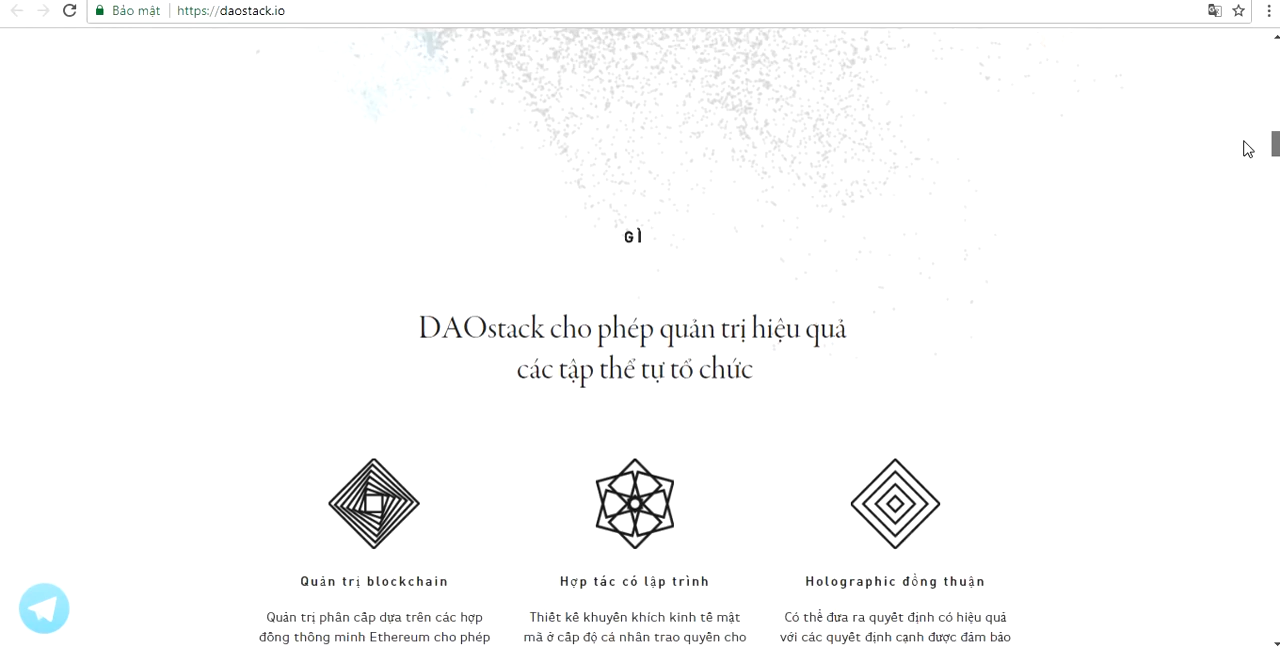 Bảo mật https://daostack.io
GÌ
DAOstack cho phép quản trị hiệu quả
các tập thể tự tổ chức
Quản trị blockchain
Hợp tác có lập trình
Holographic đồng thuận
Quản trị phân cấp dựa trên các hợp
đồng thông minh Ethereum cho phép
Thiết kế khuyến khích kinh tế mật
mã ở cấp độ cá nhân trao quyền cho
Có thể đưa ra quyết định có hiệu quả
với các quyết định cạnh được đảm bảo